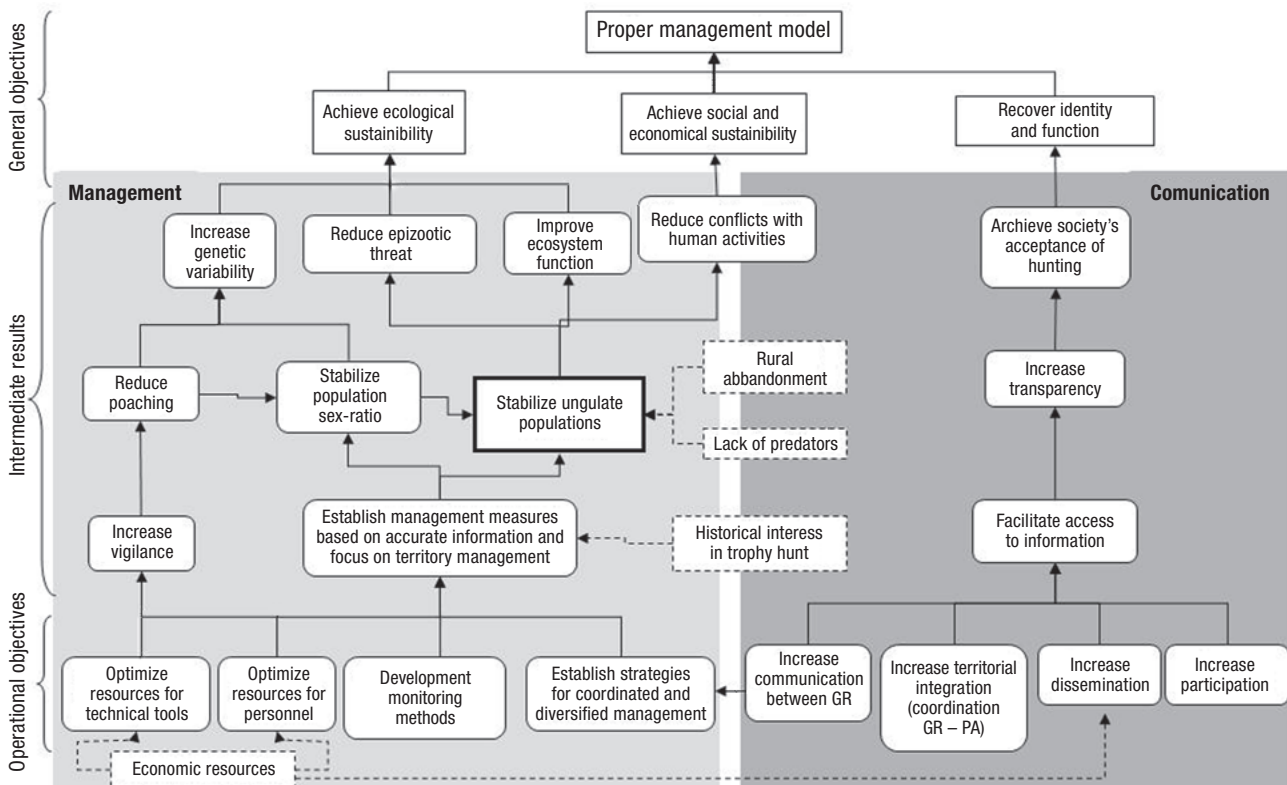 General objectives
Proper management model
Achieve ecological
sustainibility
Achieve social and
economical sustainibility
Recover identity
and function
Management
Comunication
Intermediate results
Increase
genetic
variability
Reduce epizootic
threat
Improve
ecosystem
function
Reduce conflicts with
human activities
Archieve society's
acceptance of
hunting
Reduce
poaching
Stabilize
population
sex-ratio
Stabilize ungulate
populations
Rural
abbandonment
Lack of predators
Increase
transparency
Increase
vigilance
Establish management measures
based on accurate information and
focus on territory management
Historical interess
in trophy hunt
Facilitate access
to information
Operational objectives
Optimize
resources for
technical tools
Optimize
resources for
personnel
Development
monitoring
methods
Establish strategies
for coordinated and
diversified management
Increase
communication
between GR
Increase territorial
integration
(coordination
GR – PA)
Increase
dissemination
Increase
participation
Economic resources